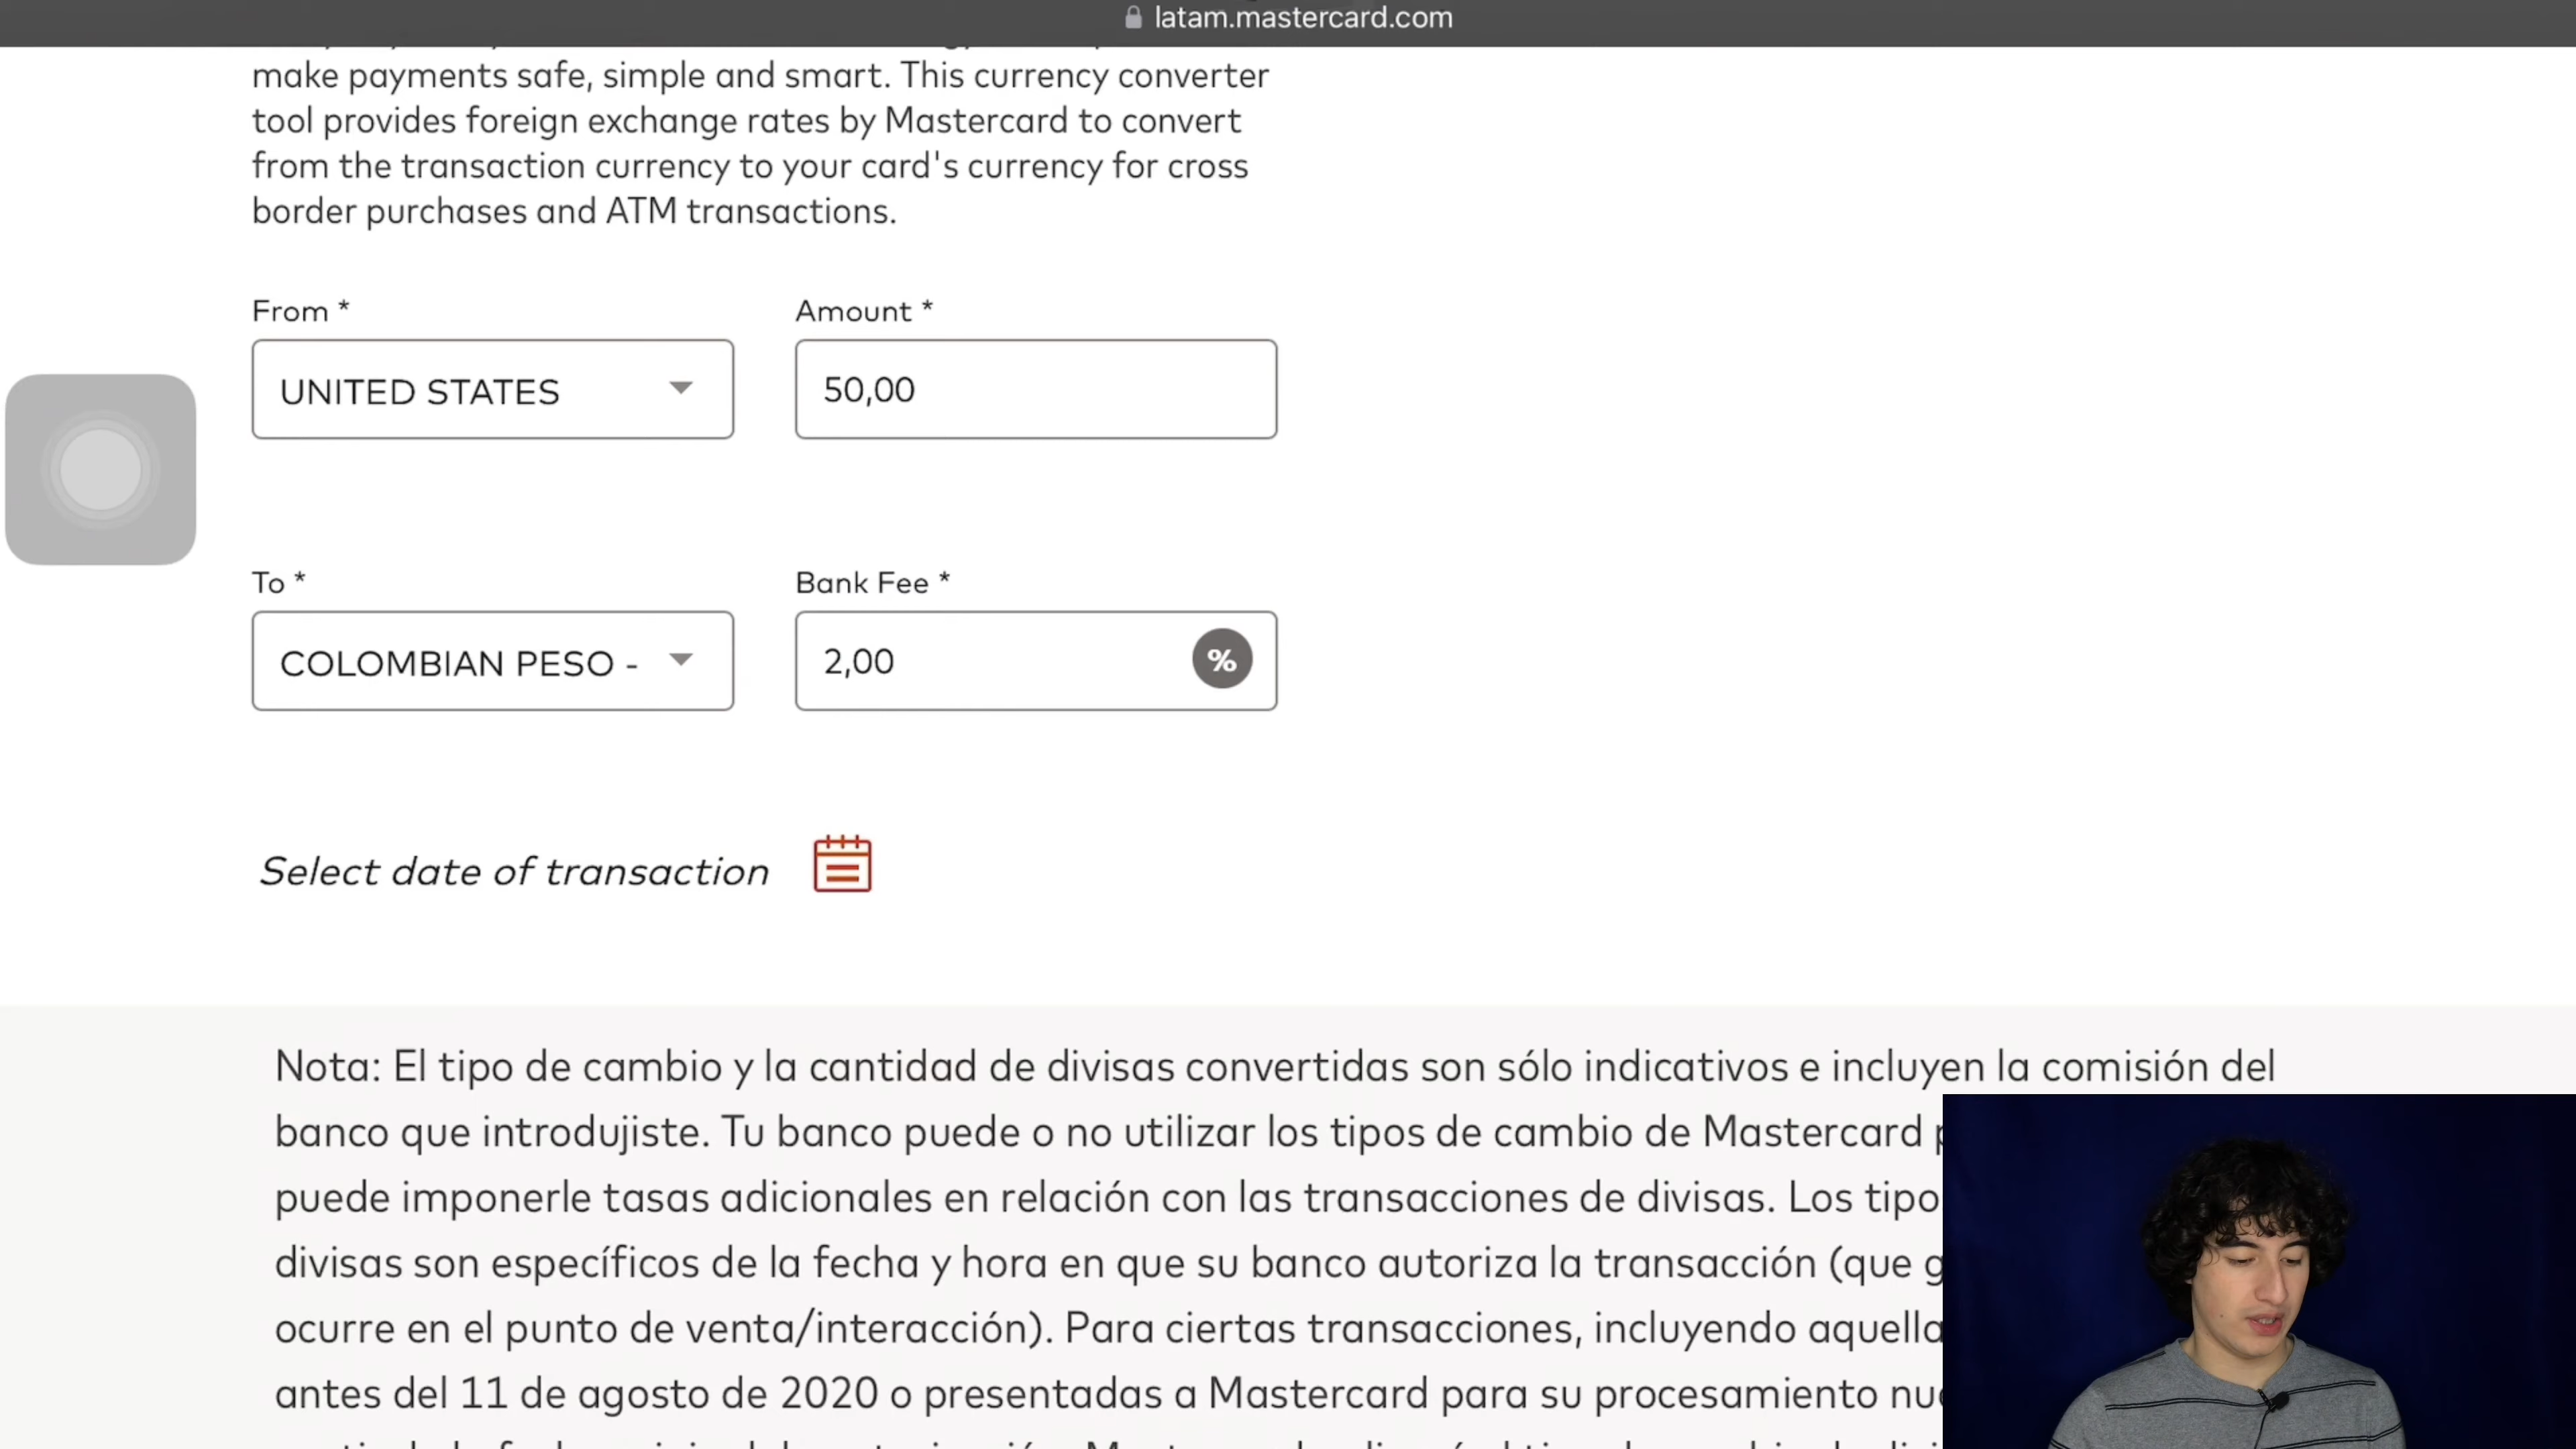 latam.mastercard.com
make payments safe, simple and smart. This currency converter
tool provides foreign exchange rates by Mastercard to convert
from the transaction currency to your card's currency for cross
border purchases and ATM transactions.
From *
Amount *
UNITED STATES
50,00
To *
Bank Fee *
COLOMBIAN PESO -
2,00
%
Select date of transaction
Nota: El tipo de cambio y la cantidad de divisas convertidas son sólo indicativos e incluyen la comisión del
banco que introdujiste. Tu banco puede o no utilizar los tipos de cambio de Mastercard
puede imponerle tasas adicionales en relación con las transacciones de divisas. Los
divisas son específicos de la fecha y hora en que su banco autoriza la transacción (que
ocurre en el punto de venta/interacción). Para ciertas transacciones, incluyendo
antes del 11 de agosto de 2020 o presentadas a Mastercard para su procesamiento